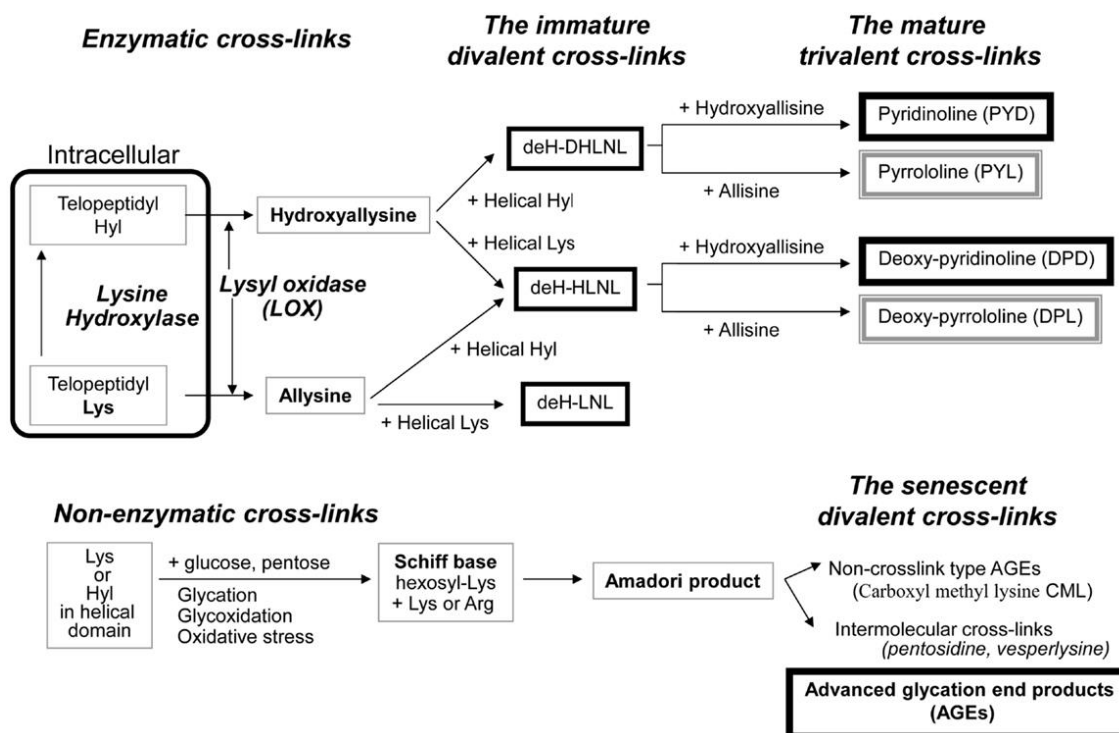 Enzymatic cross-links
The immature
divalent cross-links
The mature
trivalent cross-links
Intracellular
Telopeptidyl
Hyl
Lysine
Hydroxylase
Telopeptidyl
Lys
Lysyl oxidase
(LOX)
Hydroxyallysine
Allysine
+ Helical Hyl
+ Helical Lys
+ Helical Hyl
+ Helical Lys
deH-DHLNL
deH-HLNL
deH-LNL
+ Hydroxyallisine
+ Allisine
+ Hydroxyallisine
+ Allisine
Pyridinoline (PYD)
Pyrrololine (PYL)
Deoxy-pyridinoline (DPD)
Deoxy-pyrrololine (DPL)
Non-enzymatic cross-links
The senescent
divalent cross-links
Lys
or
Hyl
in helical
domain
+ glucose, pentose
Glycation
Glycoxidation
Oxidative stress
Schiff base
hexosyl-Lys
+ Lys or Arg
Amadori product
Non-crosslink type AGEs
(Carboxyl methyl lysine CML)
Intermolecular cross-links
(pentosidine, vesperlysine)
Advanced glycation end products
(AGEs)